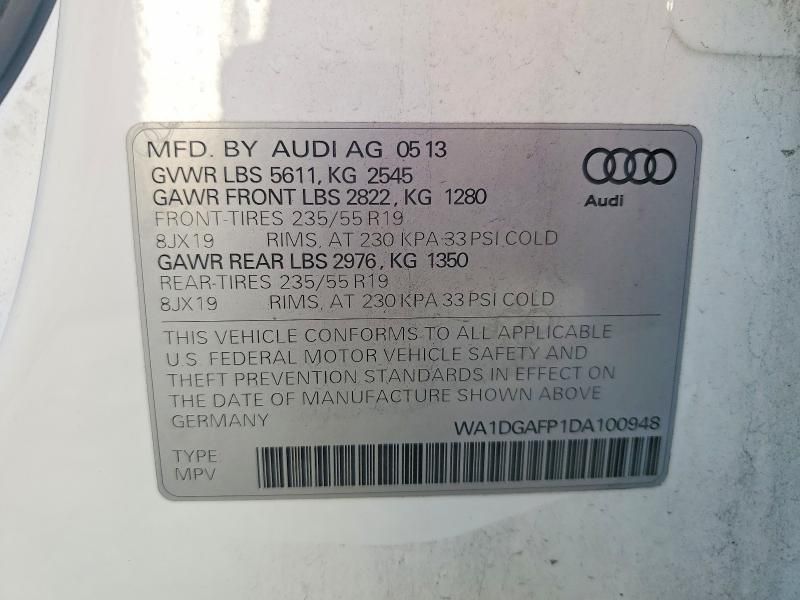 MFD. BY AUDI AG 05 13
GVWR LBS 5611, KG 2545
GAWR FRONT LBS 2822, KG 1280
FRONT-TIRES 235/55 R19
8JX19 RIMS, AT 230 KPA 33 PSI COLD
GAWR REAR LBS 2976, KG 1350
REAR-TIRES 235/55 R19
8JX19 RIMS, AT 230 KPA 33 PSI COLD
Audi
THIS VEHICLE CONFORMS TO ALL APPLICABLE
U.S. FEDERAL MOTOR VEHICLE SAFETY AND
THEFT PREVENTION STANDARDS IN EFFECT ON
THE DATE OF MANUFACTURE SHOWN ABOVE
GERMANY
WA1DGAFP1DA100948
TYPE:
MPV